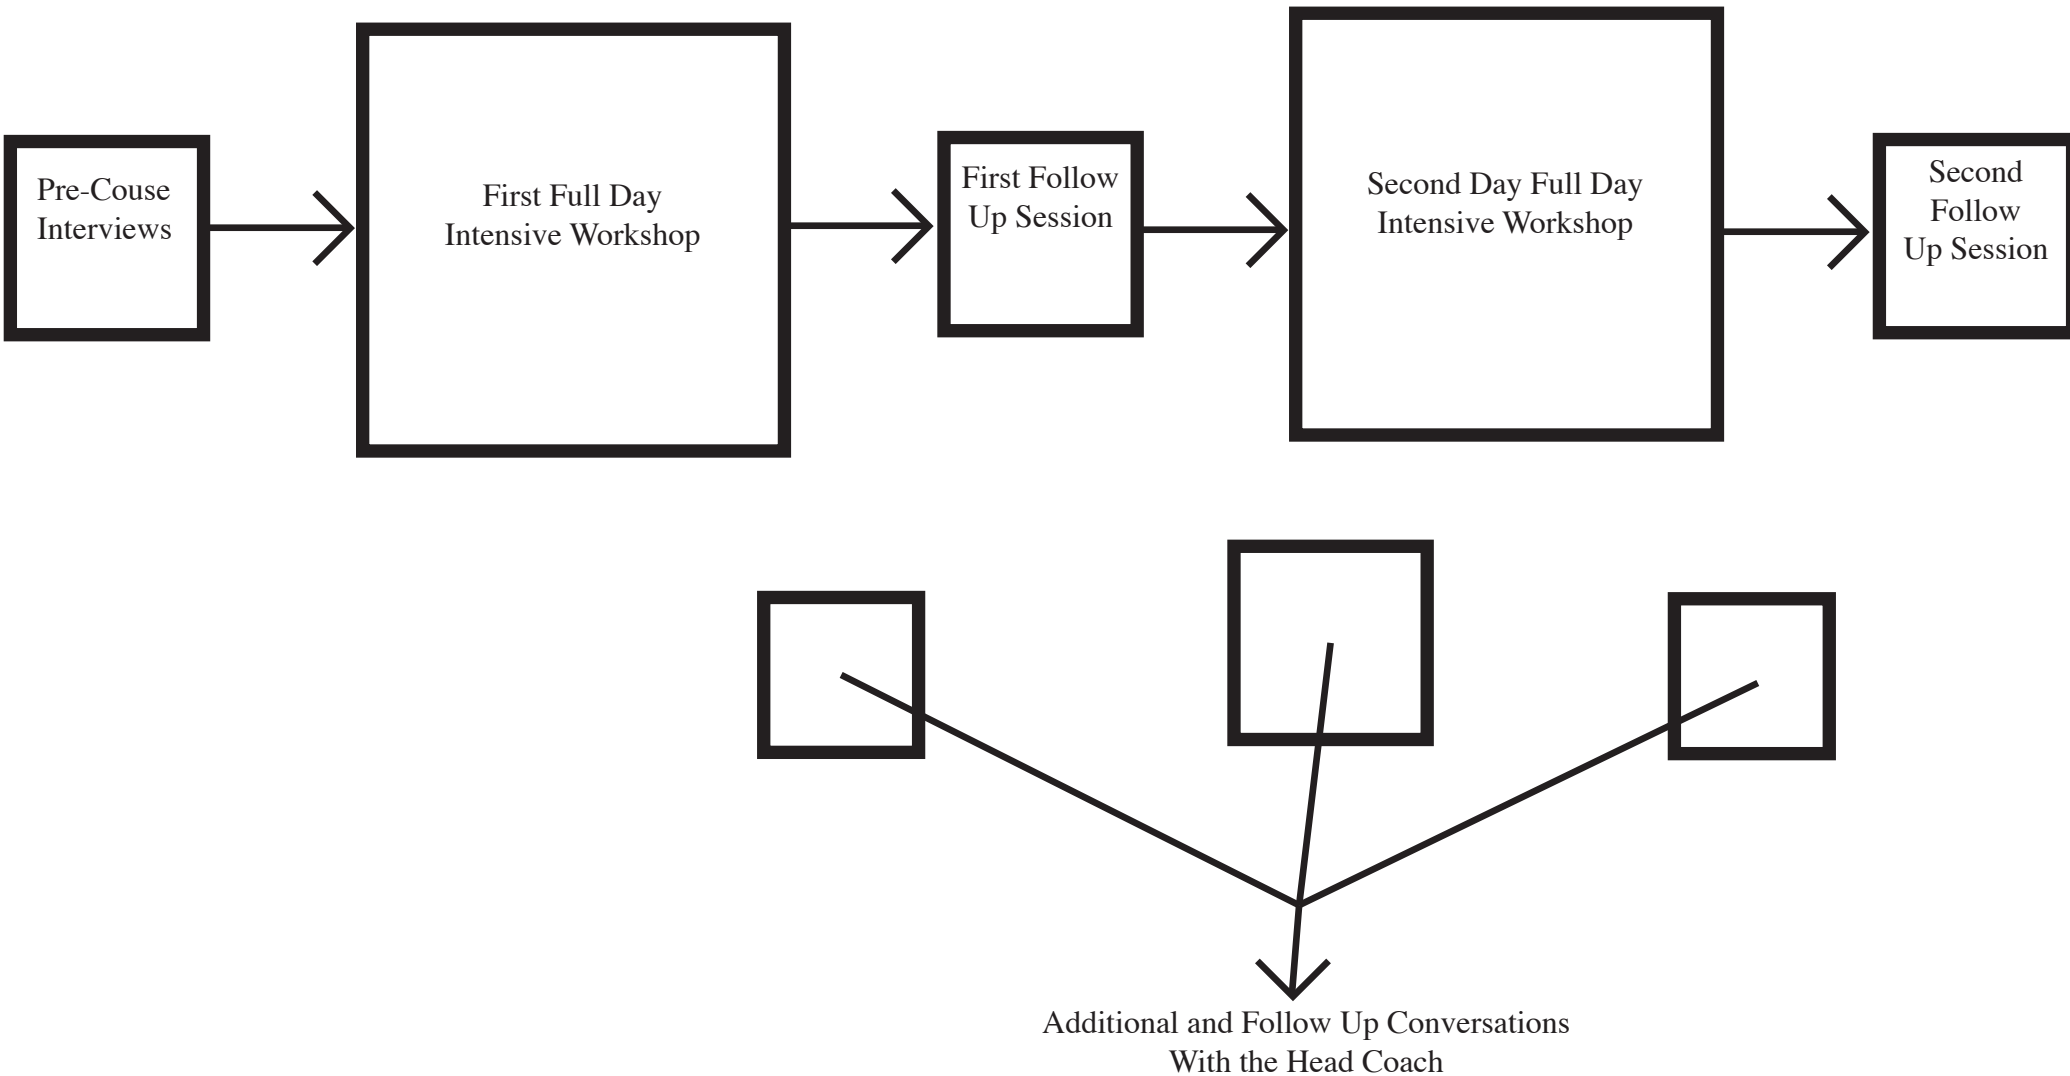 Pre-Couse
Interviews
First Full Day
Intensive Workshop
First Follow
Up Session
Second Day Full Day
Intensive Workshop
Second
Follow
Up Session
Additional and Follow Up Conversations
With the Head Coach